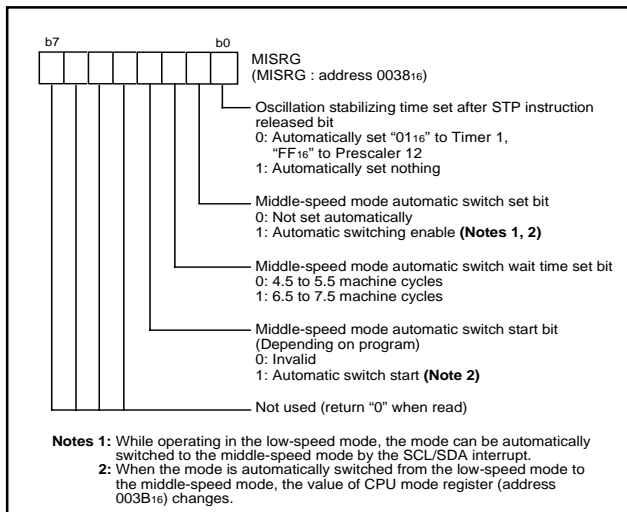 b7 b0
MISRG
(MISRG : address 003816)
Oscillation stabilizing time set after STP instruction
released bit
0: Automatically set “0116” to Timer 1,
“FF16” to Prescaler 12
1: Automatically set nothing
Middle-speed mode automatic switch set bit
0: Not set automatically
1: Automatic switching enable (Notes 1, 2)
Middle-speed mode automatic switch wait time set bit
0: 4.5 to 5.5 machine cycles
1: 6.5 to 7.5 machine cycles
Middle-speed mode automatic switch start bit
(Depending on program)
0: Invalid
1: Automatic switch start (Note 2)
Not used (return “0” when read)
Notes 1: While operating in the low-speed mode, the mode can be automatically
switched to the middle-speed mode by the SCL/SDA interrupt.
2: When the mode is automatically switched from the low-speed mode to
the middle-speed mode, the value of CPU mode register (address
003B16) changes.